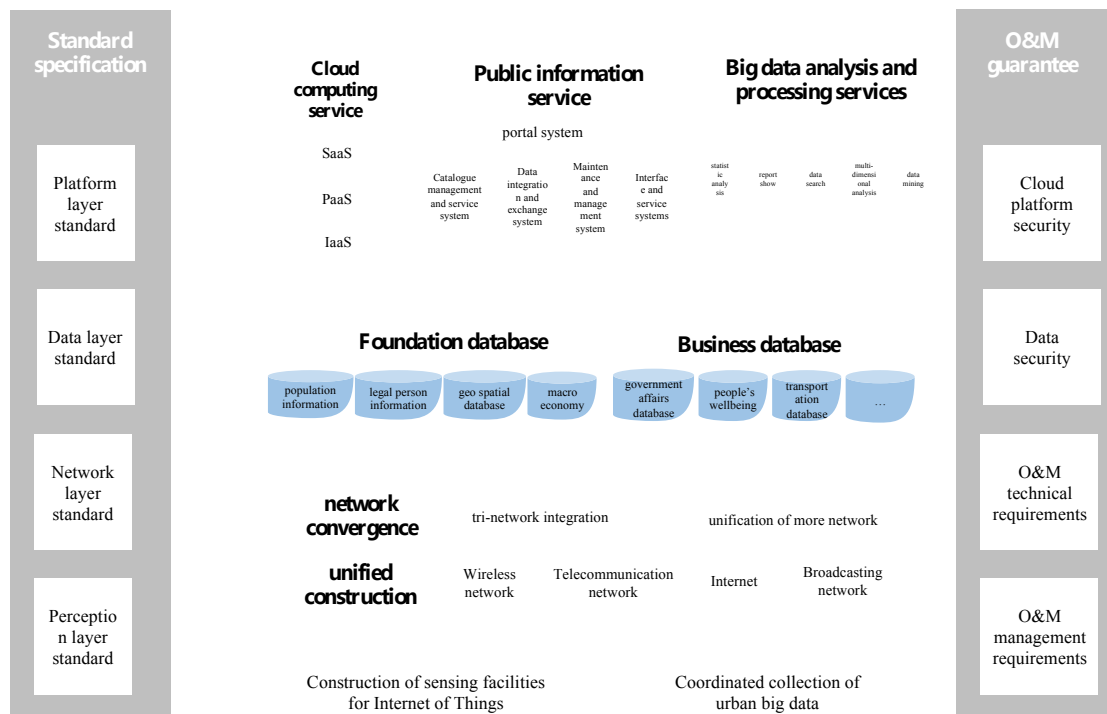 Standard
specification
Platform
layer
standard
Data layer
standard
Network
layer
standard
Perceptio
n layer
standard
Cloud
computing
service
SaaS
PaaS
IaaS
Public information
service
portal system
Catalogue
management
and service
system
Data
integratio
n and
exchange
system
Mainten
ance
and
manage
ment
system
Interfac
e and
service
systems
Big data analysis and
processing services
statist
ic
analy
sis
report
show
data
search
multi-
dimensi
onal
analysis
data
mining
Foundation database
population
information
legal person
information
geo spatial
database
macro
economy
Business database
government
affairs
database
people's
wellbeing
transport
ation
database
...
network
convergence
tri-network integration
unification of more network
unified
construction
Wireless
network
Telecommunication
network
Internet
Broadcasting
network
Construction of sensing facilities
for Internet of Things
Coordinated collection of
urban big data
O&M
guarantee
Cloud
platform
security
Data
security
O&M
technical
requirements
O&M
management
requirements